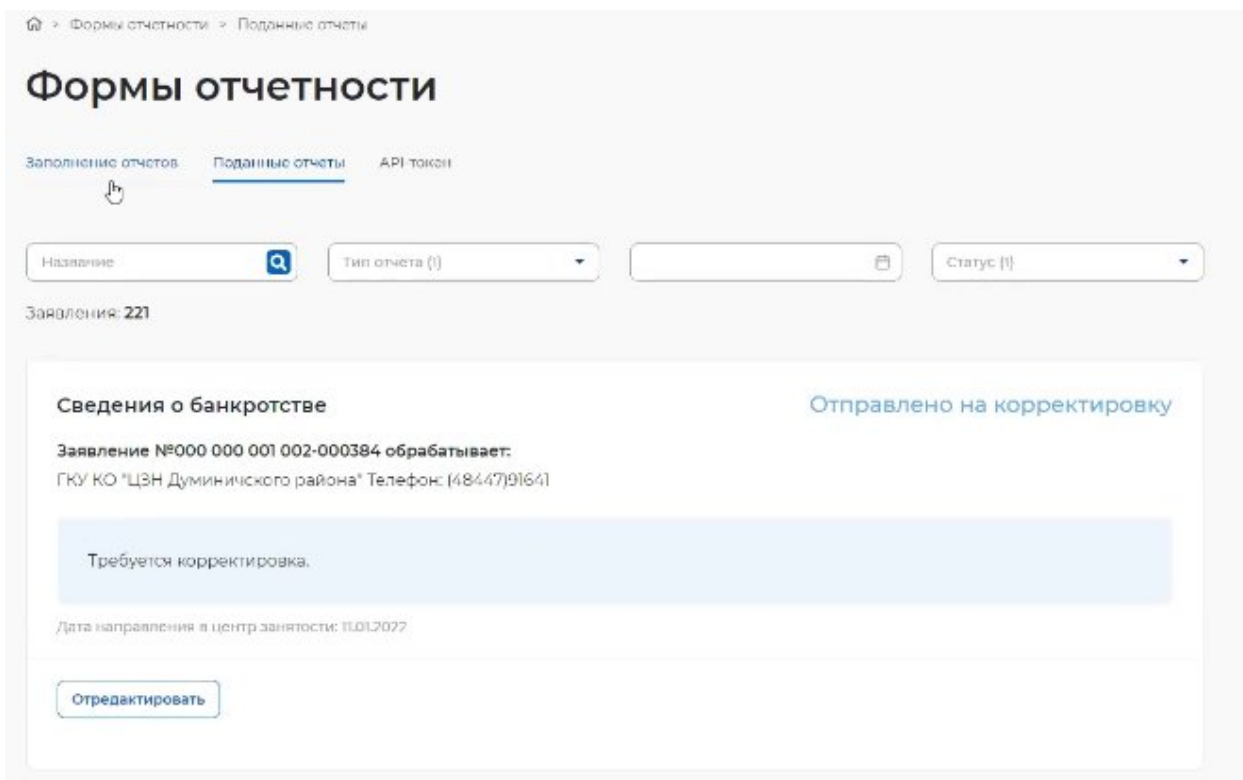 > Формы отчетности > Поданные отчеты
Формы отчетности
Заполнение отчетов Поданные отчеты API токен
Название Тип отчета (1) Статус (1)
Заявления: 221
Сведения о банкротстве Отправлено на корректировку
Заявление №000 000 001 002-000384 обрабатывает:
ГКУ КО "ЦЗН Думиничского района" Телефон: (48447)91641
Требуется корректировка.
Дата направления в центр занятости: 11.01.2022
Отредактировать